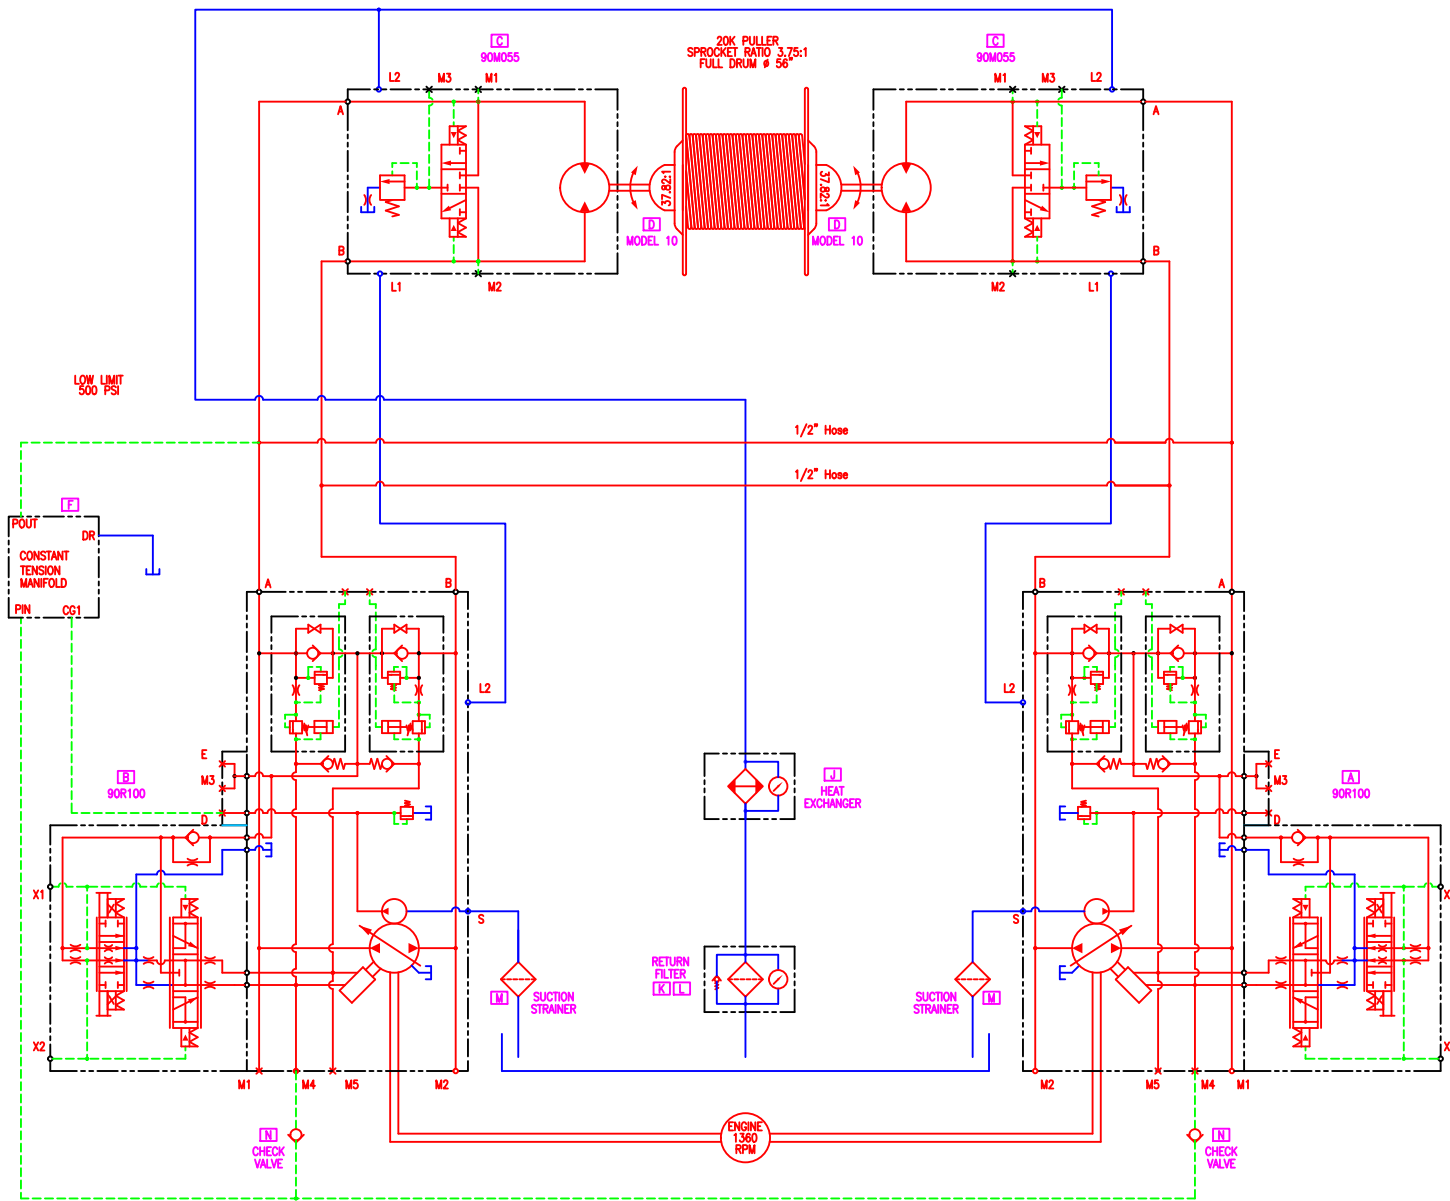 C
90M055
20K PULLER
SPROCKET RATIO 3.75:1
FULL DRUM ø 56"
C
90M055
L2
M3
M1
M1
M3
L2
A
A
37.82:1
37.82:1
D
MODEL 10
D
MODEL 10
B
B
L1
M2
M2
L1
LOW LIMIT
500 PSI
1/2" Hose
1/2" Hose
F
POUT
DR
CONSTANT
TENSION
MANIFOLD
PIN
CG1
A
B
B
A
L2
L2
E
M3
D
B
90R100
E
M3
D
A
90R100
J
HEAT
EXCHANGER
X1
X
S
S
RETURN
FILTER
K L
M
SUCTION
STRAINER
SUCTION
STRAINER
M
X2
X
M1
M4
M5
M2
M2
M5
M4
M1
ENGINE
1360
RPM
N
CHECK
VALVE
N
CHECK
VALVE